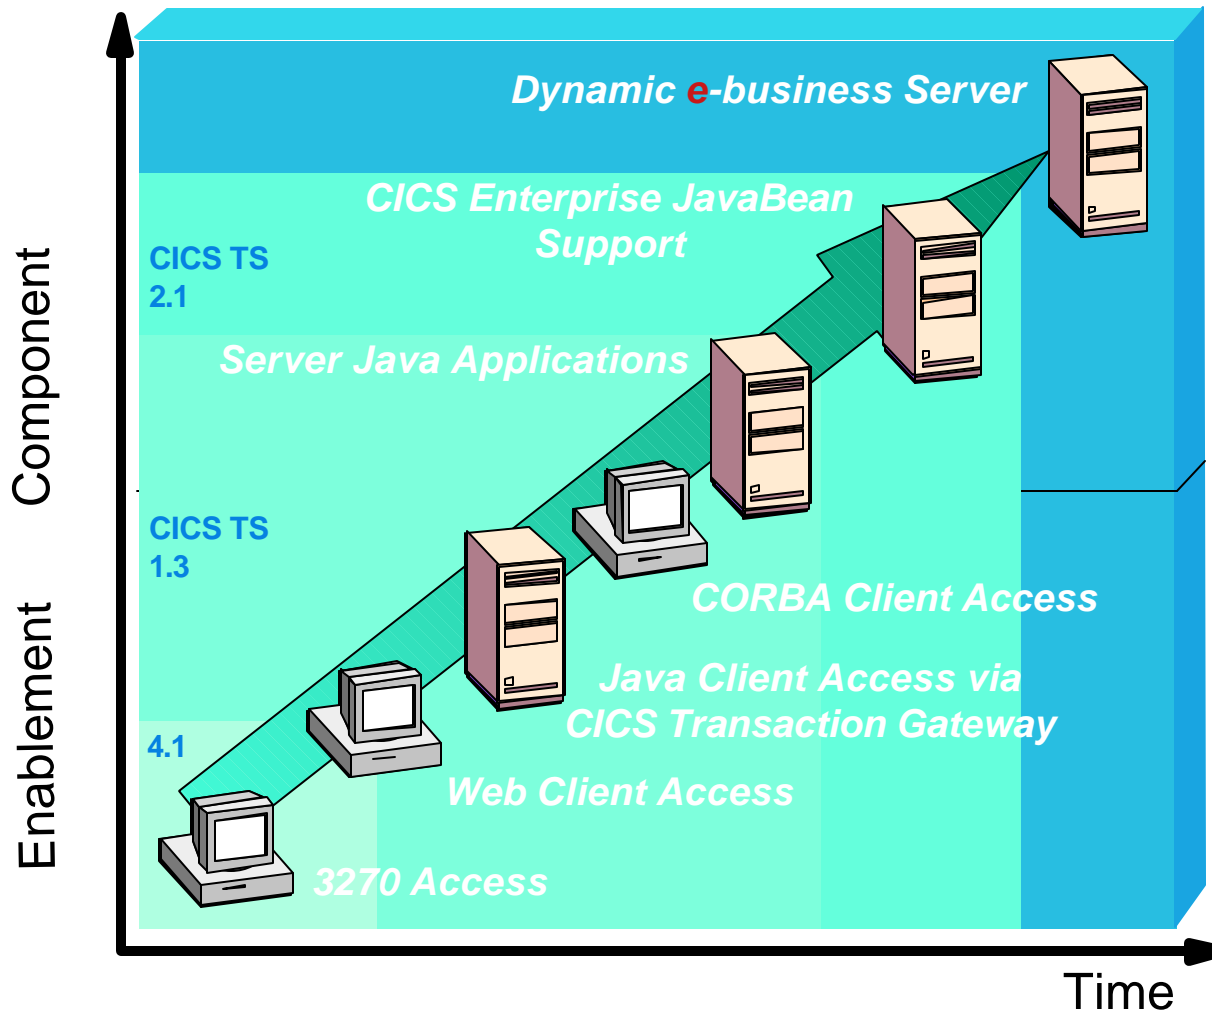 Dynamic e-business Server
CICS Enterprise JavaBean
Support
CICS TS
2.1
Server Java Applications
Component
CICS TS
1.3
CORBA Client Access
Java Client Access via
CICS Transaction Gateway
Enablement
4.1
Web Client Access
3270 Access
Time